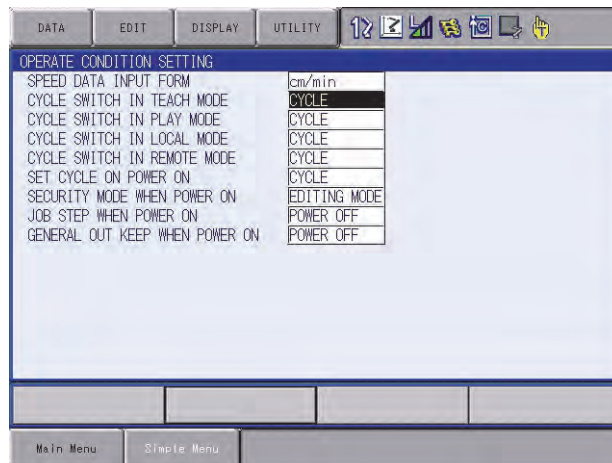 DATA EDIT DISPLAY UTILITY
OPERATE CONDITION SETTING
SPEED DATA INPUT FORM cm/min
CYCLE SWITCH IN TEACH MODE CYCLE
CYCLE SWITCH IN PLAY MODE CYCLE
CYCLE SWITCH IN LOCAL MODE CYCLE
CYCLE SWITCH IN REMOTE MODE CYCLE
SET CYCLE ON POWER ON CYCLE
SECURITY MODE WHEN POWER ON EDITING MODE
JOB STEP WHEN POWER ON POWER OFF
GENERAL OUT KEEP WHEN POWER ON POWER OFF
Main Menu Simple Menu